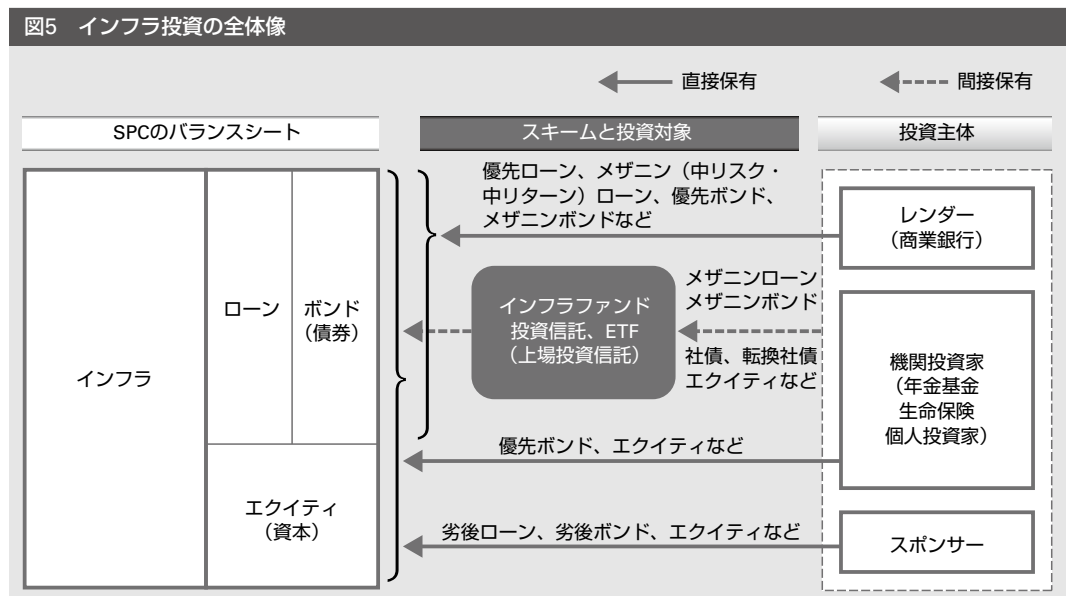 図5 インフラ投資の全体像
直接保有
間接保有
SPCのバランスシート
スキームと投資対象
投資主体
インフラ
ローン
ボンド
（債券）
エクイティ
（資本）
優先ローン、メザニン（中リスク・
中リターン）ローン、優先ボンド、
メザニンボンドなど
インフラファンド
投資信託、ETF
（上場投資信託）
メザニンローン
メザニンボンド
社債、転換社債
エクイティなど
優先ボンド、エクイティなど
劣後ローン、劣後ボンド、エクイティなど
レンダー
（商業銀行）
機関投資家
（年金基金
生命保険
個人投資家）
スポンサー